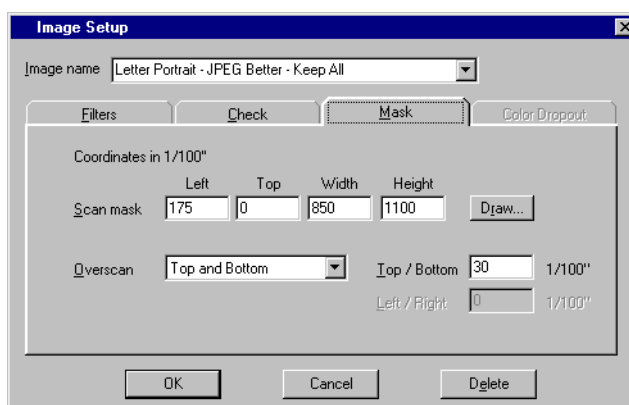 Image Setup
Image name Letter Portrait - JPEG Better - Keep All
Filters Check Mask Color Dropout
Coordinates in 1/100"
Left Top Width Height
Scan mask 175 0 850 1100 Draw...
Overscan Top and Bottom Top / Bottom 30 1/100"
Left / Right 0 1/100"
OK Cancel Delete